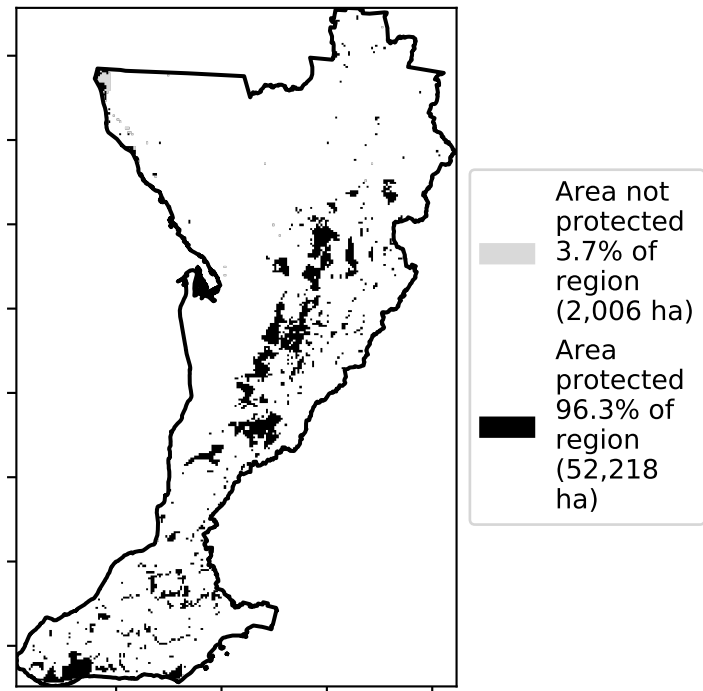 Area not
protected
3.7% of
region
(2,006 ha)
Area
protected
96.3% of
region
(52,218
ha)